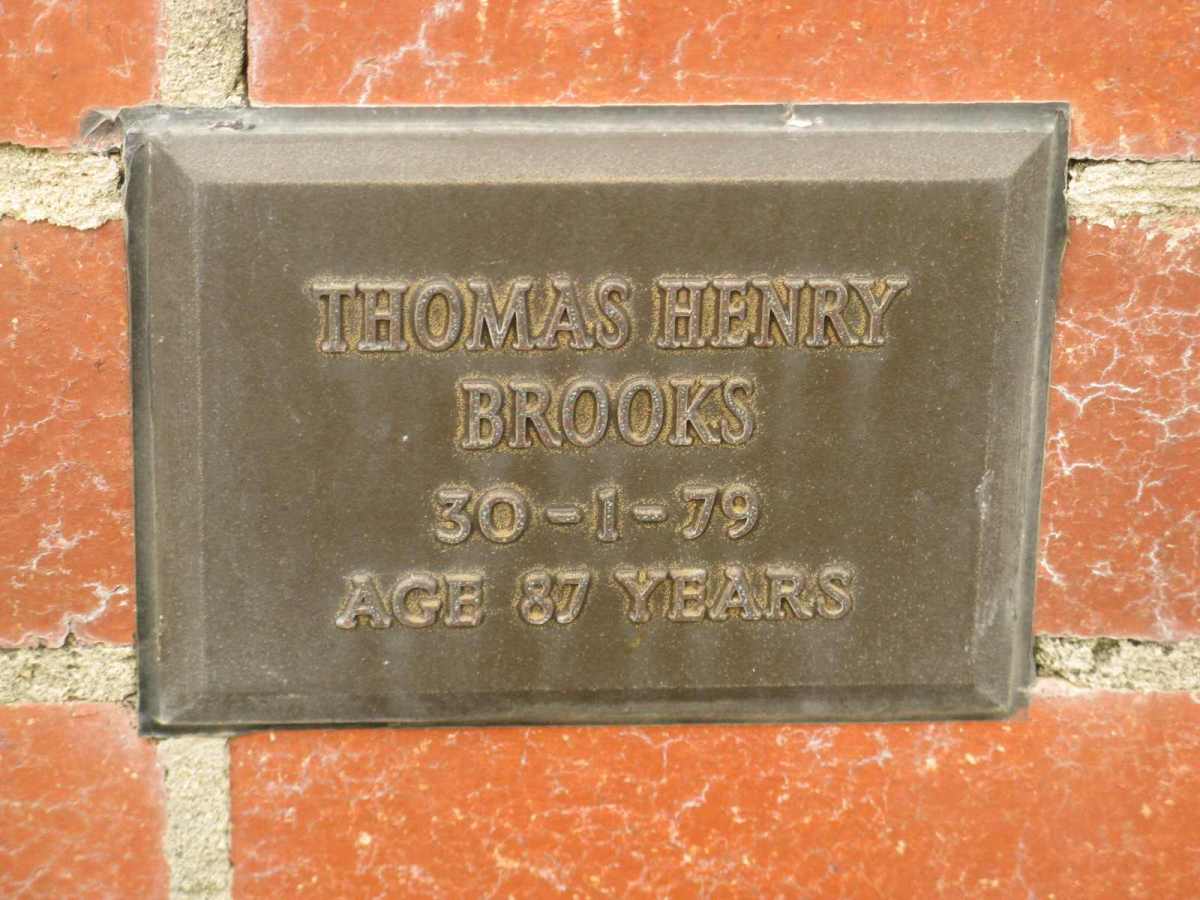 THOMAS HENRY
BROOKS
30-1-79
AGE 87 YEARS